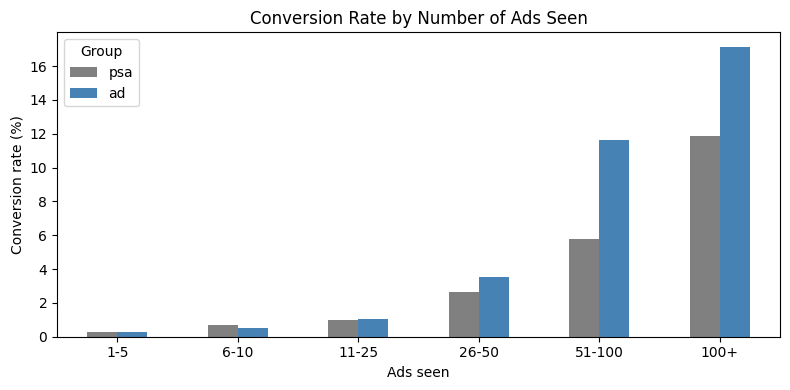 Conversion Rate by Number of Ads Seen
Group
psa
ad
Conversion rate (%)
16
14
12
10
8
6
4
2
0
1-5 6-10 11-25 26-50 51-100 100+
Ads seen